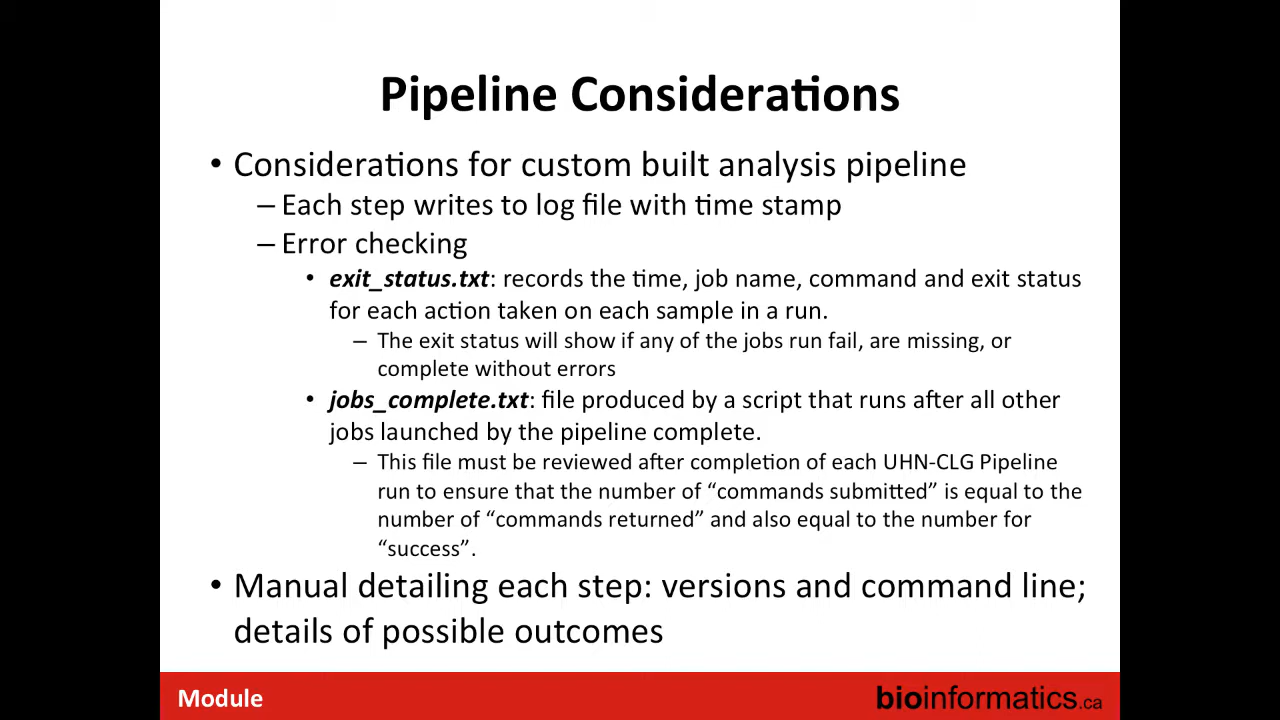 Pipeline Considerations
• Considerations for custom built analysis pipeline
– Each step writes to log file with time stamp
– Error checking
• exit_status.txt: records the time, job name, command and exit status
for each action taken on each sample in a run.
– The exit status will show if any of the jobs run fail, are missing, or
complete without errors
• jobs_complete.txt: file produced by a script that runs after all other
jobs launched by the pipeline complete.
– This file must be reviewed after completion of each UHN-CLG Pipeline
run to ensure that the number of “commands submitted” is equal to the
number of “commands returned” and also equal to the number for
“success”.
• Manual detailing each step: versions and command line;
details of possible outcomes
Module
bioinformatics.ca